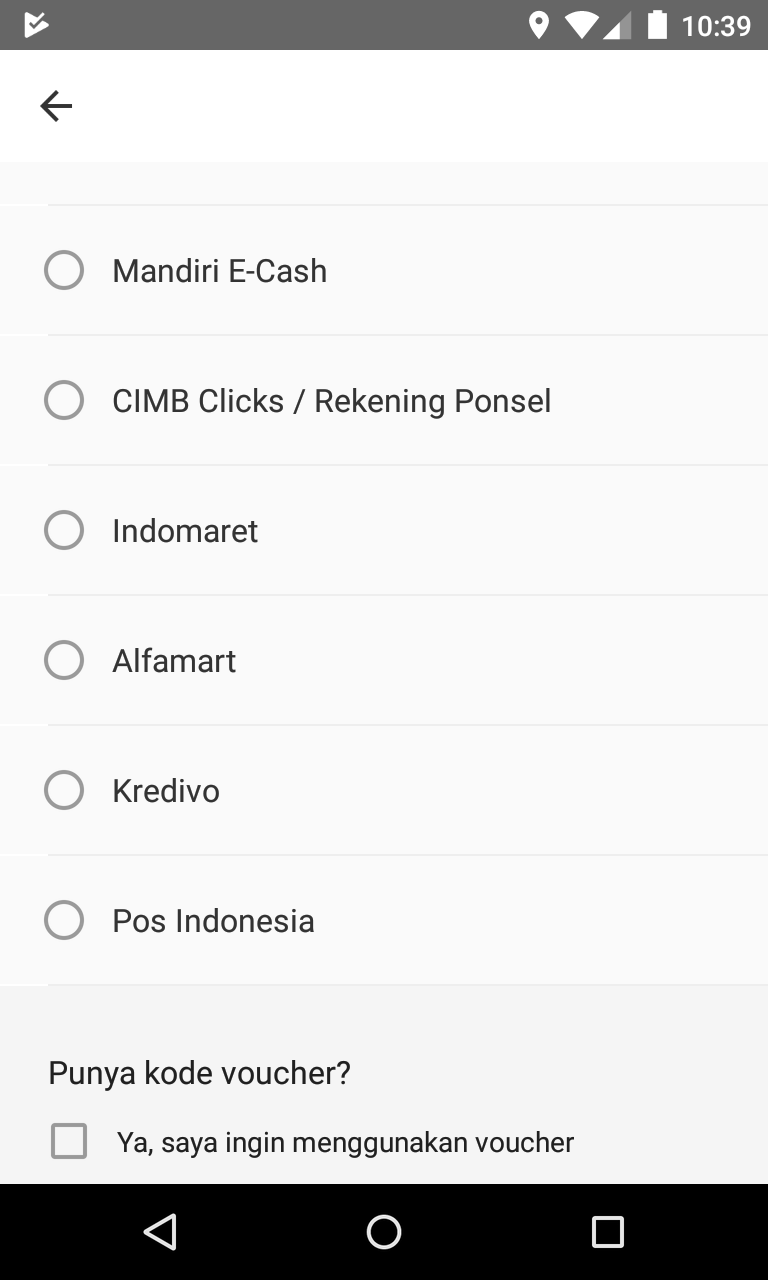 10:39
Mandiri E-Cash
CIMB Clicks / Rekening Ponsel
Indomaret
Alfamart
Kredivo
Pos Indonesia
Punya kode voucher?
Ya, saya ingin menggunakan voucher